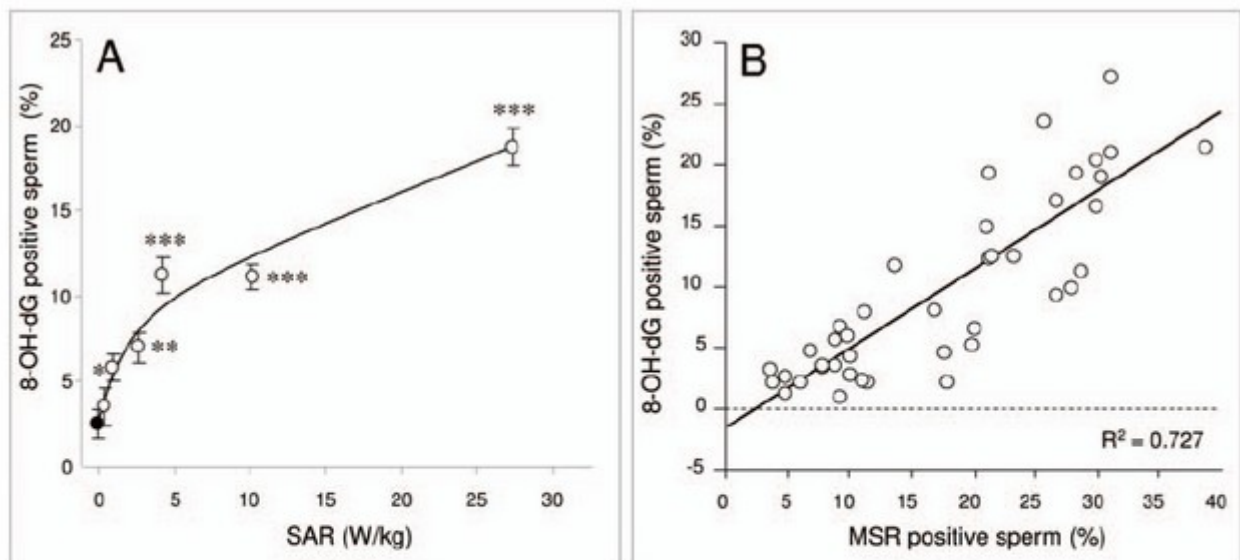 A
8-OH-dG positive sperm (%)
25
20
15
10
5
0
***
***
***
**
*
0 5 10 15 20 25 30
SAR (W/kg)
B
8-OH-dG positive sperm (%)
30
25
20
15
10
5
0
-5
R² = 0.727
0 5 10 15 20 25 30 35 40
MSR positive sperm (%)